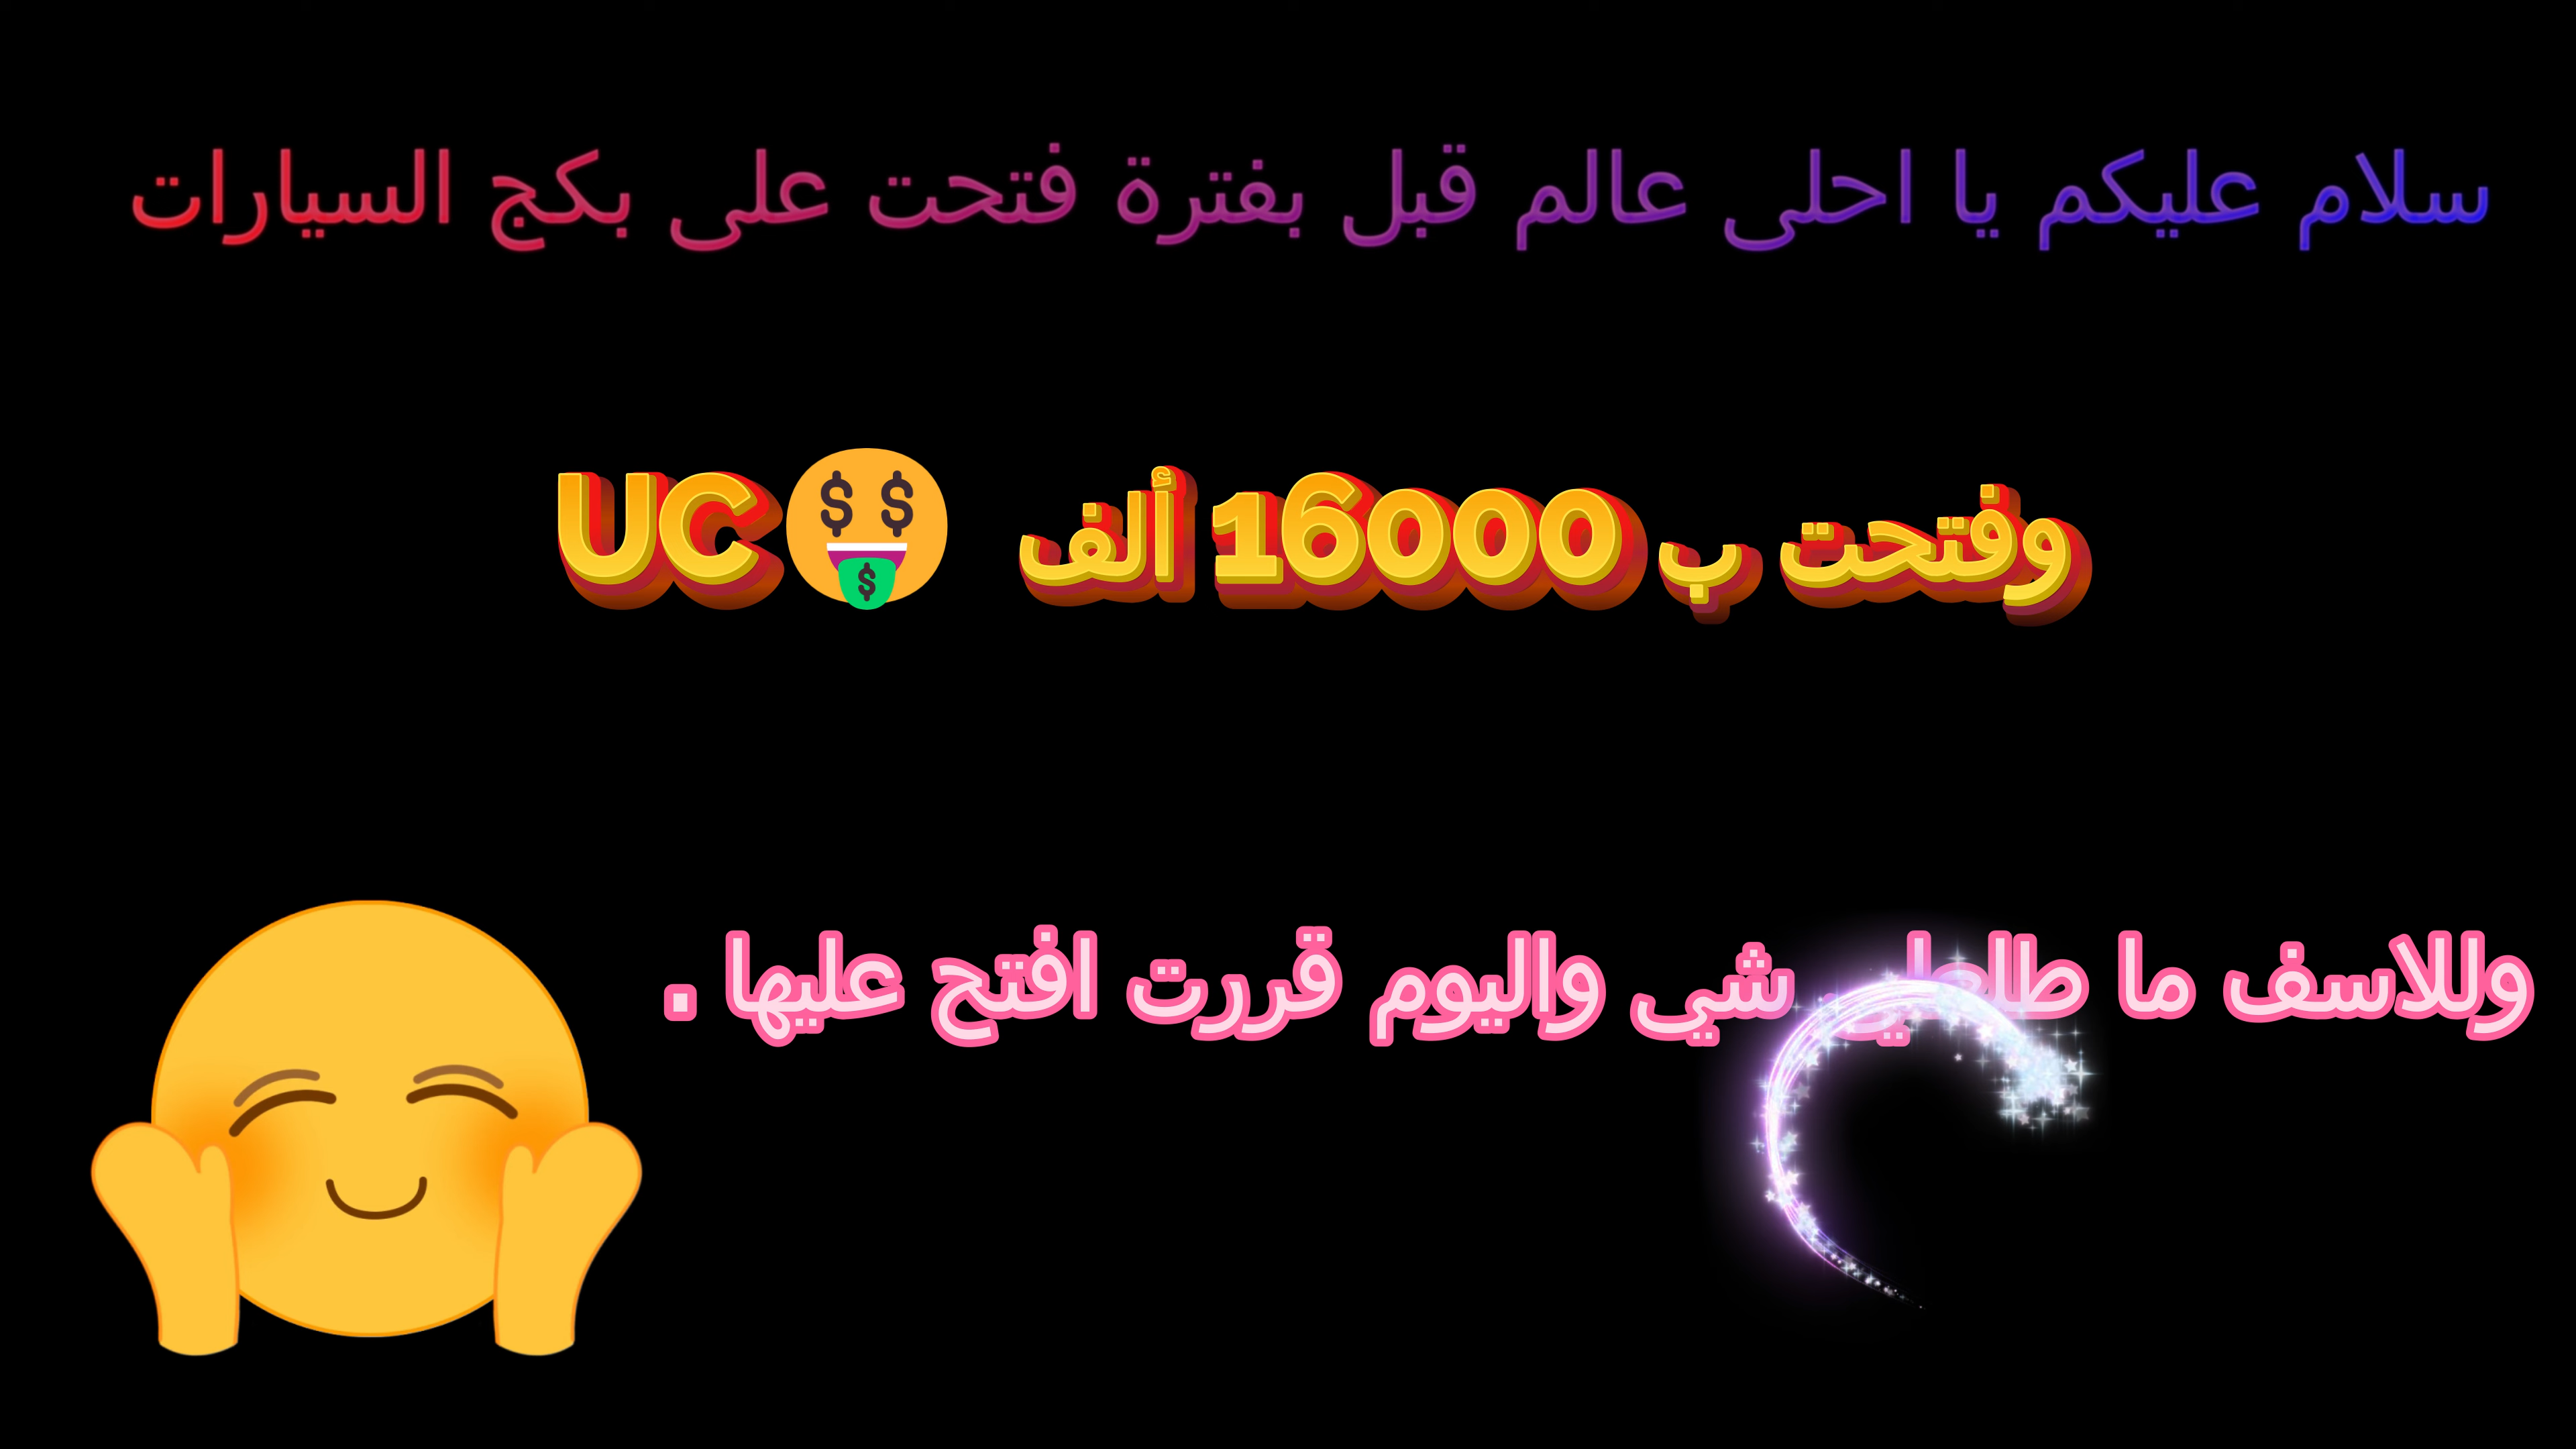 سلام عليكم يا احلى عالم قبل بفترة فتحت على بكج السيارات
وفتحت ب 16000 ألف 🤑UC
وللاسف ما طلعلي شي واليوم قررت افتح عليها .